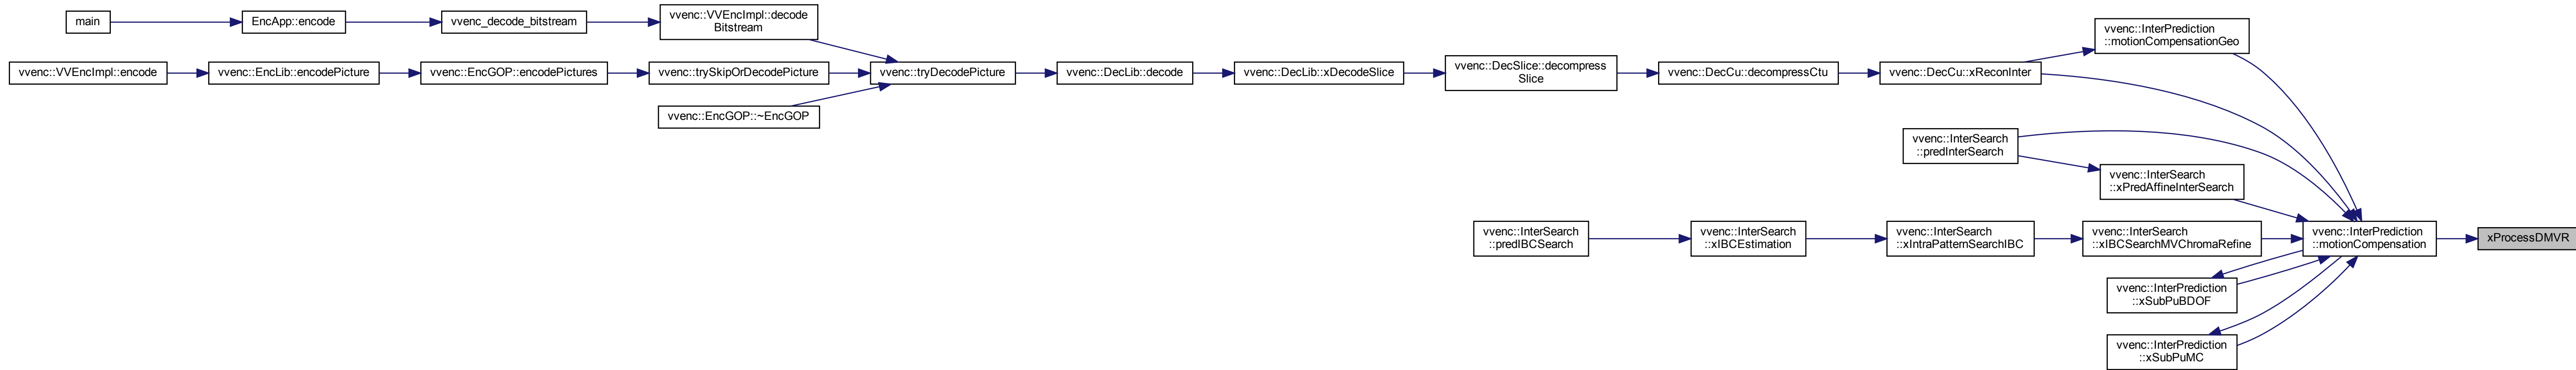 main
EncApp::encode
vvenc_decode_bitstream
vvenc::VVEncImpl::decode
Bitstream
vvenc::VVEncImpl::encode
vvenc::EncLib::encodePicture
vvenc::EncGOP::encodePictures
vvenc::trySkipOrDecodePicture
vvenc::EncGOP::~EncGOP
vvenc::tryDecodePicture
vvenc::DecLib::decode
vvenc::DecLib::xDecodeSlice
vvenc::DecSlice::decompress
Slice
vvenc::DecCu::decompressCtu
vvenc::DecCu::xReconInter
vvenc::InterPrediction
::motionCompensationGeo
vvenc::InterSearch
::predInterSearch
vvenc::InterSearch
::xPredAffineInterSearch
vvenc::InterSearch
::predIBCSearch
vvenc::InterSearch
::xIBCEstimation
vvenc::InterSearch
::xIntraPatternSearchIBC
vvenc::InterSearch
::xIBCSearchMVChromaRefine
vvenc::InterPrediction
::motionCompensation
xProcessDMVR
vvenc::InterPrediction
::xSubPuBDOF
vvenc::InterPrediction
::xSubPuMC